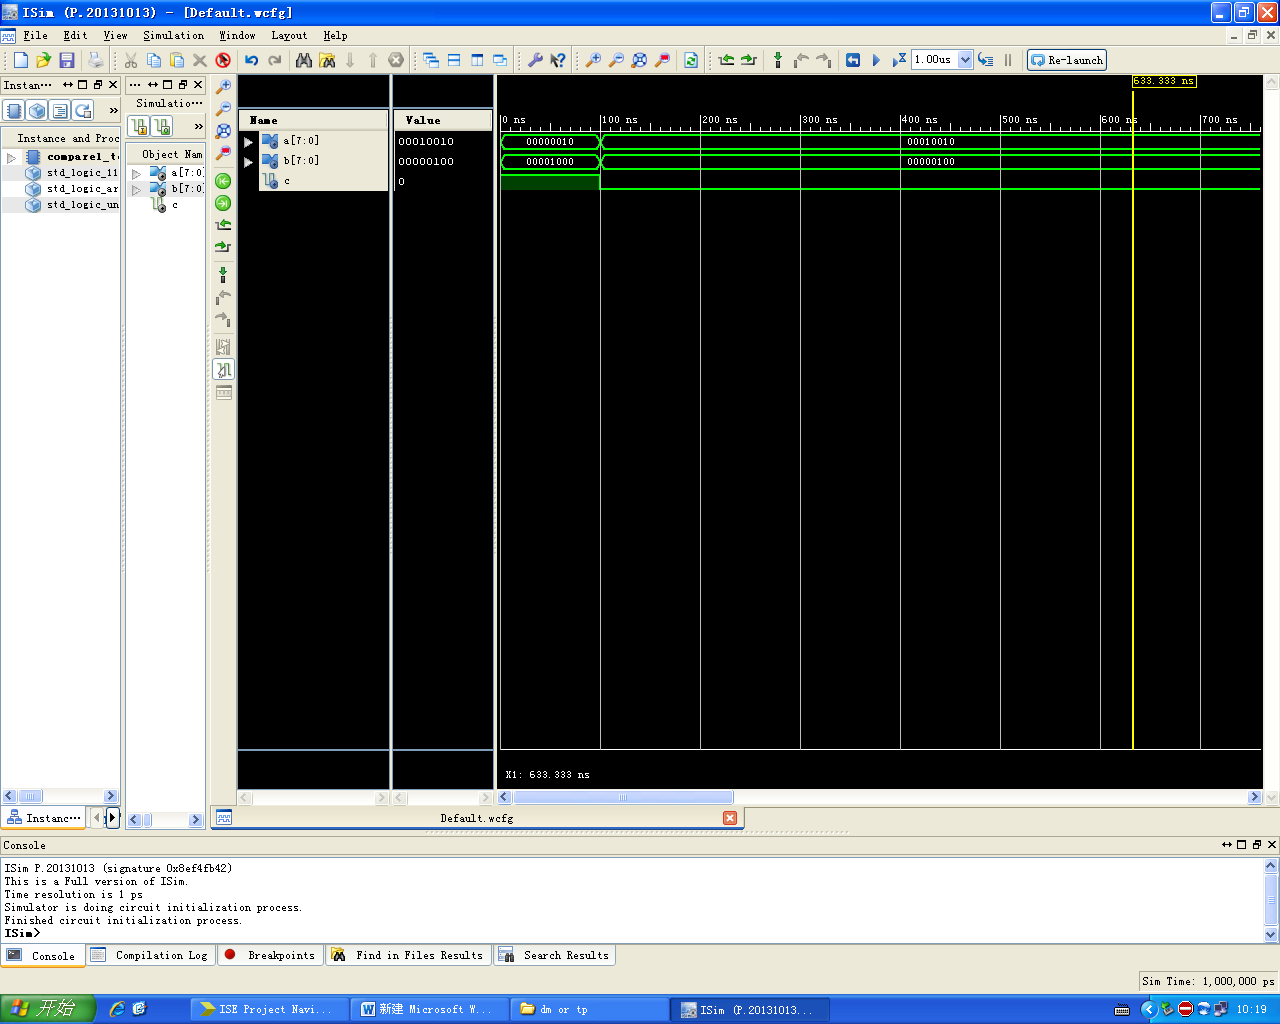 ISim (P.20131013) - [Default.wcfg]
File Edit View Simulation Window Layout Help
1.00us Re-launch
Instan···
Instance and Proc
comparel_t
std_logic_11
std_logic_ar
std_logic_un
Instanc···
···
Simulatio···
Object Nam
a[7:0]
b[7:0]
c
Name Value
a[7:0] 00010010
b[7:0] 00000100
c 0
633.333 ns
0 ns 100 ns 200 ns 300 ns 400 ns 500 ns 600 ns 700 ns
00000010 00010010
00001000 00000100
X1: 633.333 ns
Default.wcfg
Console
ISim P.20131013 (signature 0x8ef4fb42)
This is a Full version of ISim.
Time resolution is 1 ps
Simulator is doing circuit initialization process.
Finished circuit initialization process.
ISim>
Console Compilation Log Breakpoints Find in Files Results Search Results
Sim Time: 1,000,000 ps
开始 ISE Project Navi... 新建 Microsoft W... dm or tp ISim (P.20131013... 10:19